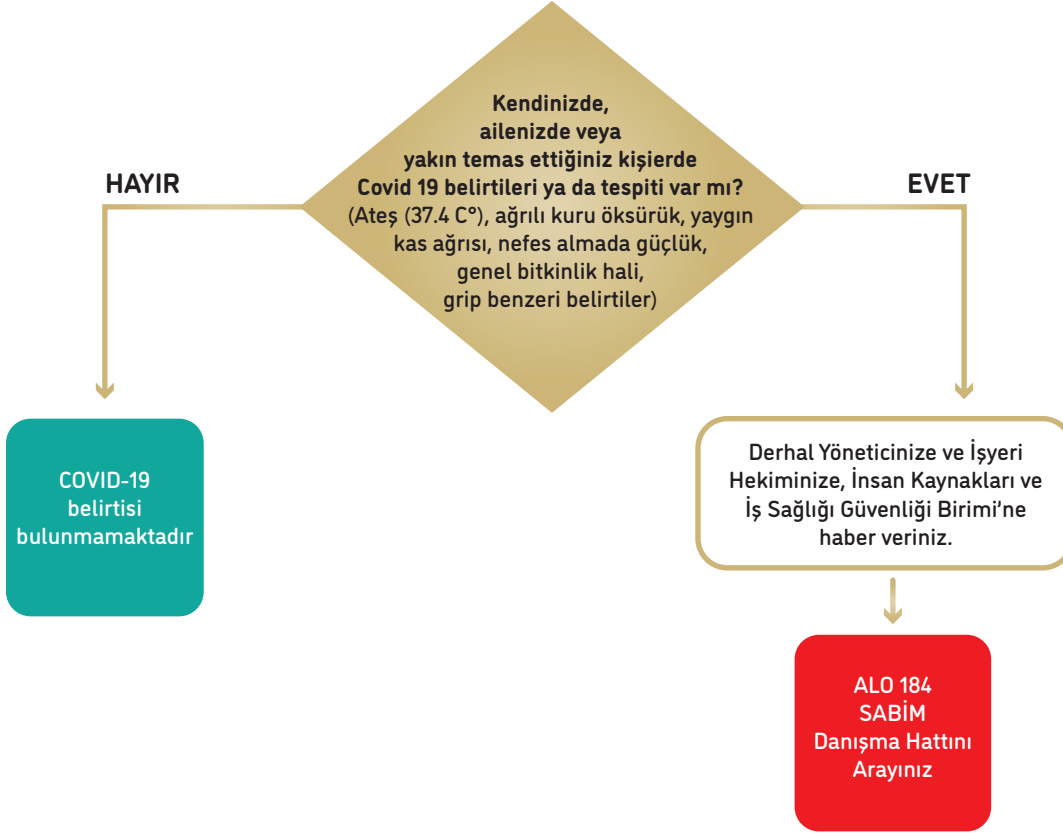 Kendinizde,
ailenizde veya
yakın temas ettiğiniz kişierde
Covid 19 belirtileri ya da tespiti var mı?
(Ateş (37.4 C°), ağrılı kuru öksürük, yaygın
kas ağrısı, nefes almada güçlük,
genel bitkinlik hali,
grip benzeri belirtiler)
HAYIR
EVET
COVID-19
belirtisi
bulunmamaktadır
Derhal Yöneticinize ve İşyeri
Hekiminize, İnsan Kaynakları ve
İş Sağlığı Güvenliği Birimi’ne
haber veriniz.
ALO 184
SABİM
Danışma Hattını
Arayınız